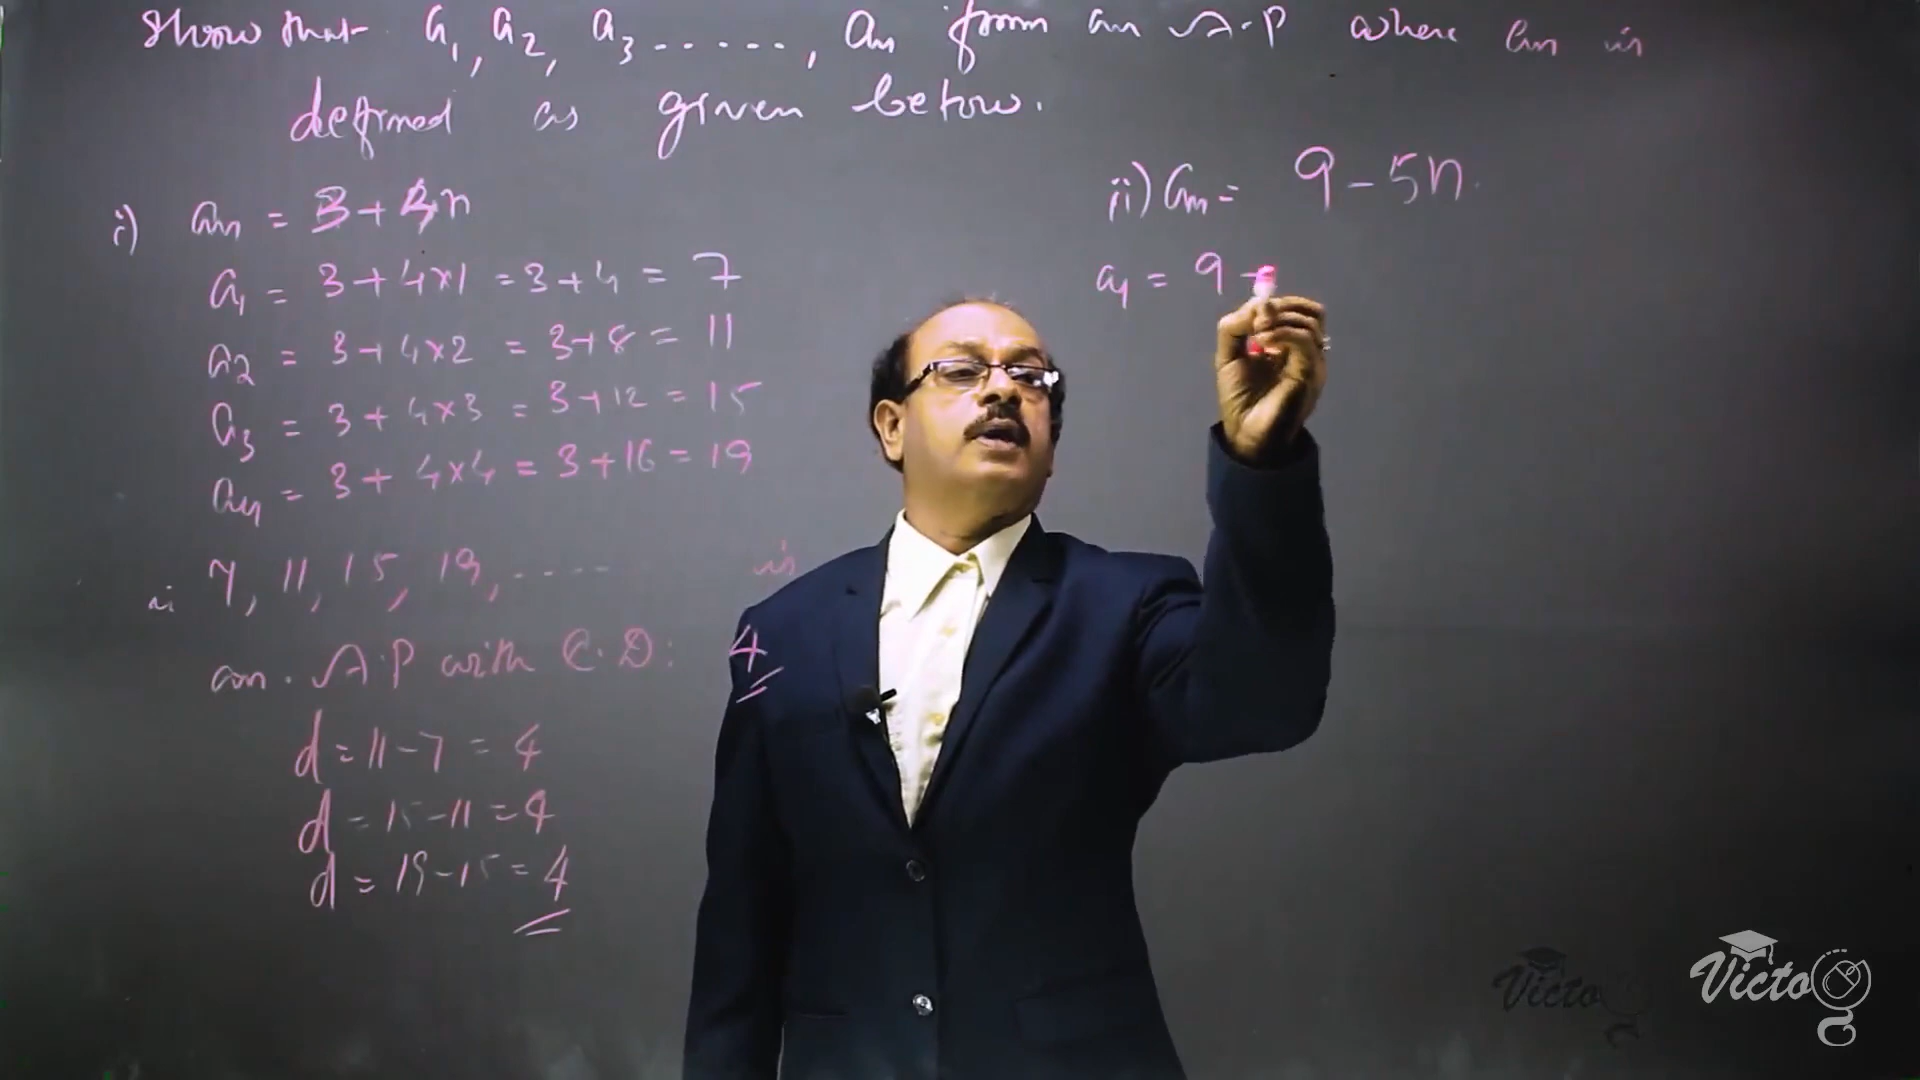 Show that a1, a2, a3......, an from an A.P where an is
defined as given below.
i) an = 3+4n
a1 = 3+4×1 = 3+4 = 7
a2 = 3+4×2 = 3+8 = 11
a3 = 3+4×3 = 3+12 = 15
a4 = 3+4×4 = 3+16 = 19
7, 11, 15, 19, ..... is
an. A.P with C.D: 4
d = 11-7 = 4
d = 15-11 = 4
d = 19-15 = 4
ii) an = 9-5n.
a1 = 9-
Victo
Victo